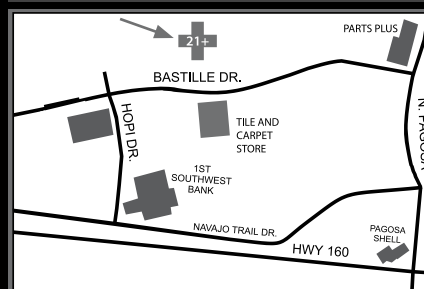 PARTS PLUS
21+
BASTILLE DR.
HOPI DR.
TILE AND
CARPET
STORE
1ST
SOUTHWEST
BANK
NAVAJO TRAIL DR.
HWY 160
PAGOSA
SHELL
N. PAGOSA